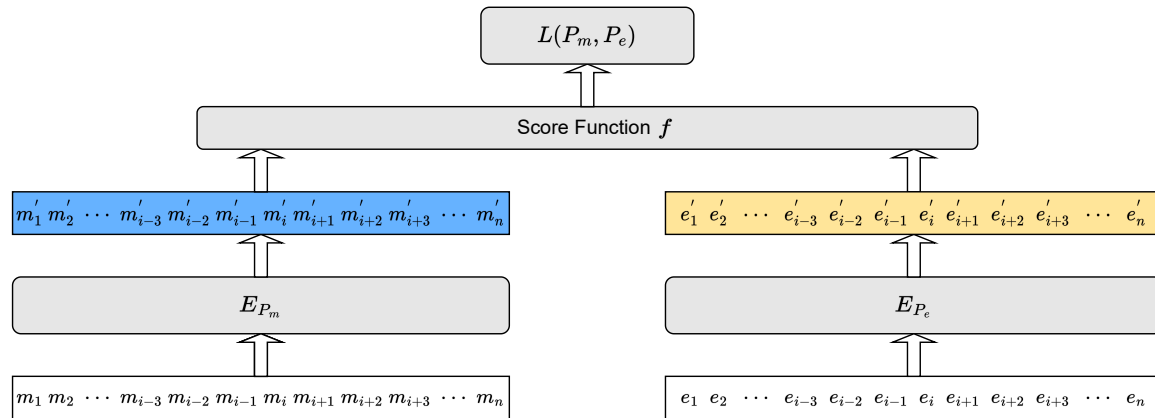 L(P_m, P_e)
Score Function f
m'_1 m'_2 ⋯ m'_{i-3} m'_{i-2} m'_{i-1} m'_i m'_{i+1} m'_{i+2} m'_{i+3} ⋯ m'_n
e'_1 e'_2 ⋯ e'_{i-3} e'_{i-2} e'_{i-1} e'_i e'_{i+1} e'_{i+2} e'_{i+3} ⋯ e'_n
E_{P_m}
E_{P_e}
m_1 m_2 ⋯ m_{i-3} m_{i-2} m_{i-1} m_i m_{i+1} m_{i+2} m_{i+3} ⋯ m_n
e_1 e_2 ⋯ e_{i-3} e_{i-2} e_{i-1} e_i e_{i+1} e_{i+2} e_{i+3} ⋯ e_n